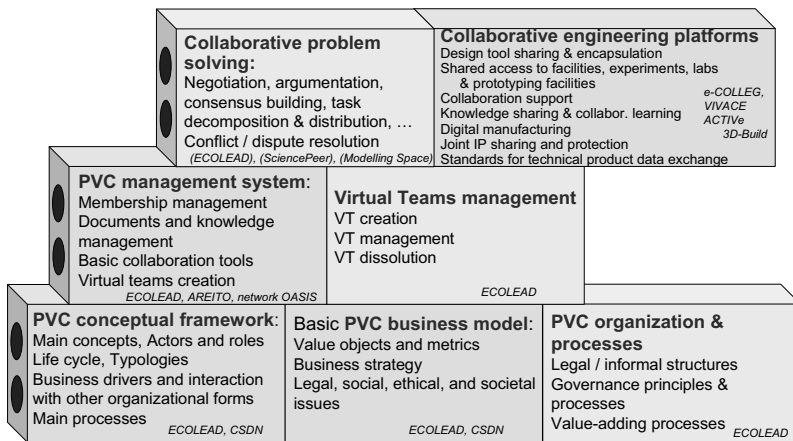 Collaborative problem
solving:
Negotiation, argumentation,
consensus building, task
decomposition & distribution, …
Conflict / dispute resolution
(ECOLEAD), (SciencePeer), (Modelling Space)
Collaborative engineering platforms
Design tool sharing & encapsulation
Shared access to facilities, experiments, labs
& prototyping facilities
Collaboration support
Knowledge sharing & collabor. learning
Digital manufacturing
Joint IP sharing and protection
Standards for technical product data exchange
e-COLLEG,
VIVACE
ACTIVe
3D-Build
PVC management system:
Membership management
Documents and knowledge
management
Basic collaboration tools
Virtual teams creation
ECOLEAD, AREITO, network OASIS
Virtual Teams management
VT creation
VT management
VT dissolution
ECOLEAD
PVC conceptual framework:
Main concepts, Actors and roles
Life cycle, Typologies
Business drivers and interaction
with other organizational forms
Main processes
ECOLEAD, CSDN
Basic PVC business model:
Value objects and metrics
Business strategy
Legal, social, ethical, and societal
issues
ECOLEAD, CSDN
PVC organization &
processes
Legal / informal structures
Governance principles &
processes
Value-adding processes
ECOLEAD